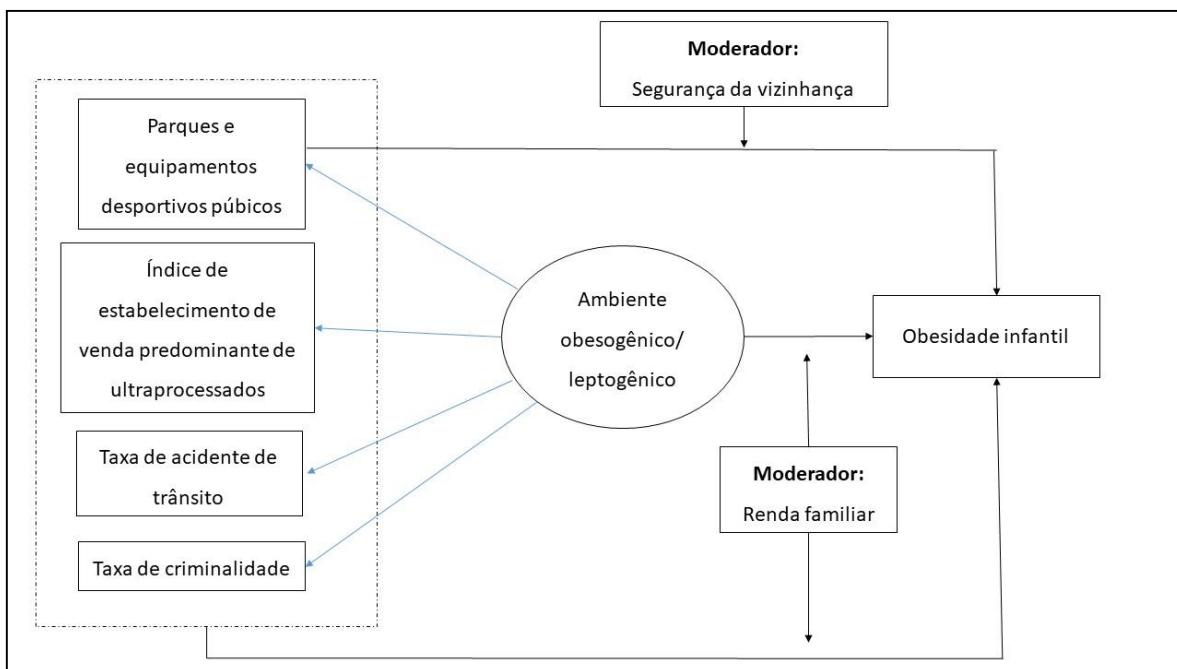 Moderador:
Segurança da vizinhança
Parques e
equipamentos
desportivos púbicos
Índice de
estabelecimento de
venda predominante de
ultraprocessados
Taxa de acidente de
trânsito
Taxa de criminalidade
Ambiente
obesogênico/
leptogênico
Obesidade infantil
Moderador:
Renda familiar